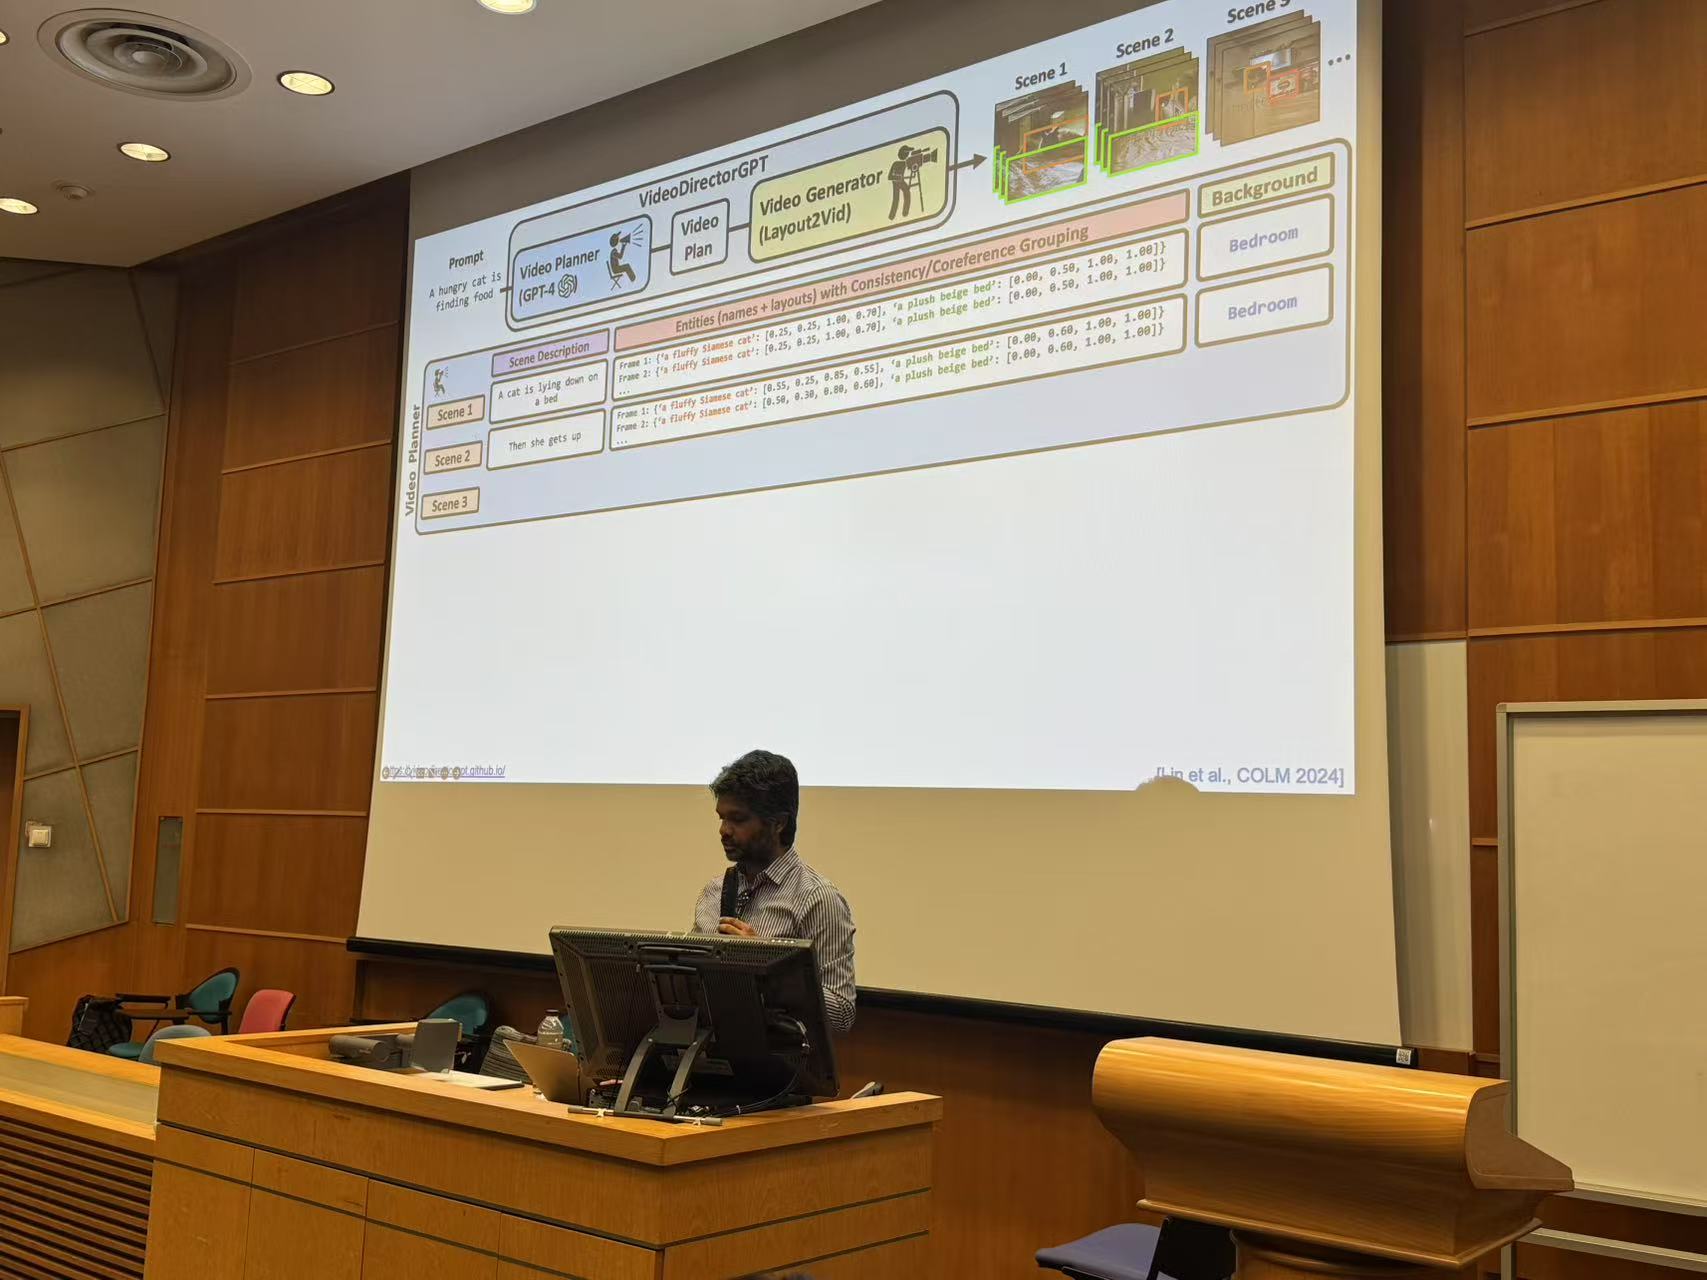 Scene 1
Scene 2
Scene
...
VideoDirectorGPT
Prompt
A hungry cat is
finding food
Video Planner
(GPT-4)
Video
Plan
Video Generator
(Layout2Vid)
Scene Description
Entities (names + layouts) with Consistency/Coreference Grouping
Background
Video Planner
Scene 1
A cat is lying down on
a bed
Frame 1: {'a fluffy Siamese cat': [0.25, 0.25, 1.00, 0.70], 'a plush beige bed': [0.00, 0.50, 1.00, 1.00]}
Frame 2: {'a fluffy Siamese cat': [0.25, 0.25, 1.00, 0.70], 'a plush beige bed': [0.00, 0.50, 1.00, 1.00]}
...
Bedroom
Scene 2
Then she gets up
Frame 1: {'a fluffy Siamese cat': [0.55, 0.25, 0.85, 0.55], 'a plush beige bed': [0.00, 0.60, 1.00, 1.00]}
Frame 2: {'a fluffy Siamese cat': [0.50, 0.30, 0.80, 0.60], 'a plush beige bed': [0.00, 0.60, 1.00, 1.00]}
...
Bedroom
Scene 3
[Lin et al., COLM 2024]